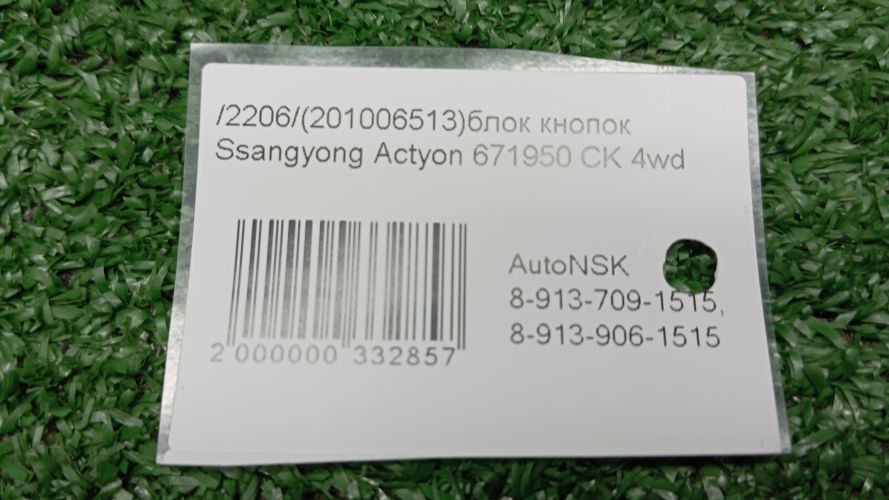 /2206/(201006513)блок кнопок
Ssangyong Actyon 671950 CK 4wd
AutoNSK
8-913-709-1515,
8-913-906-1515
2 000000 332857